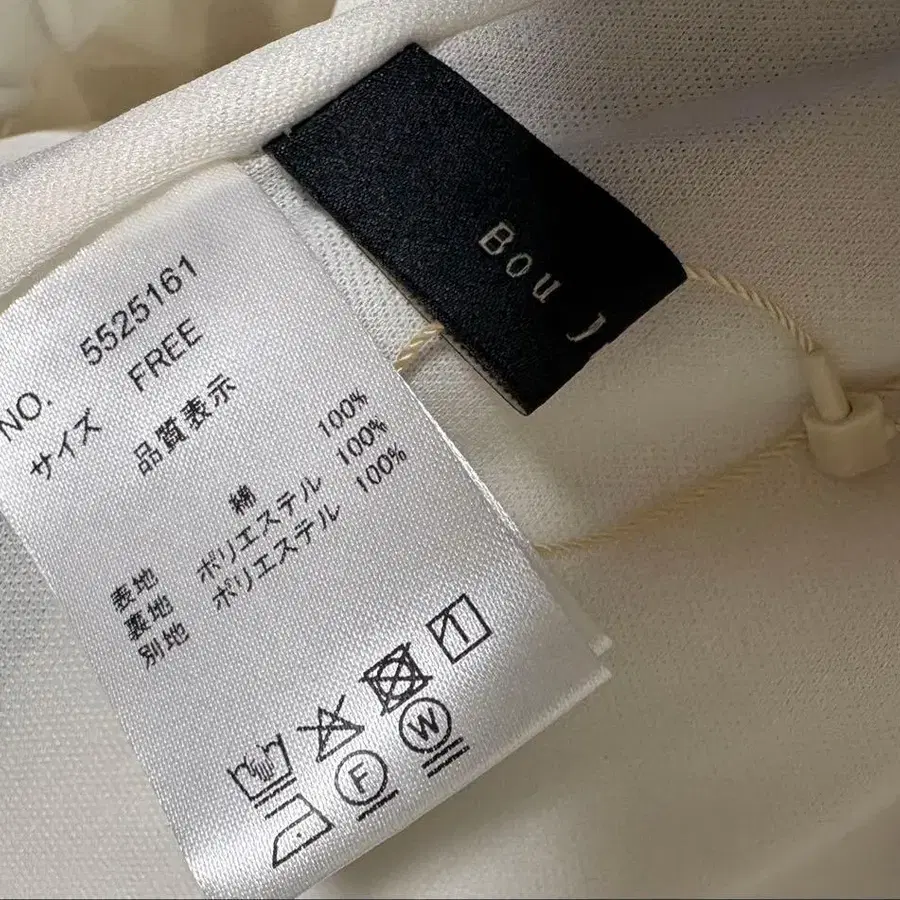 Bou J
NO. 5525161
サイズ FREE
品質表示
表地 綿 100%
裏地 ポリエステル 100%
別地 ポリエステル 100%
F W